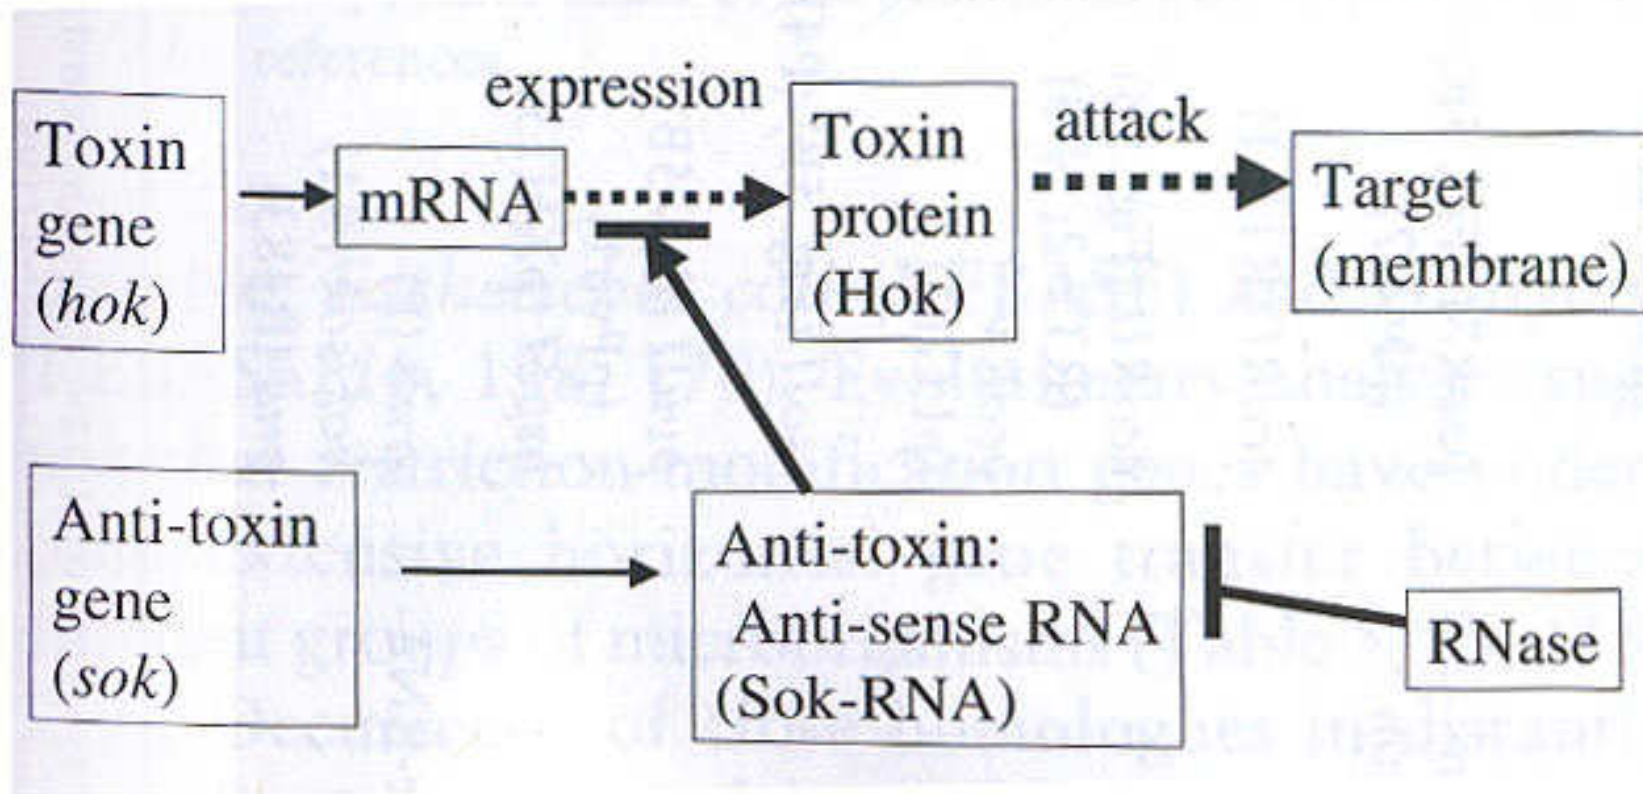 references
expression
Toxin
gene
(hok)
mRNA
Toxin
protein
(Hok)
attack
Target
(membrane)
Anti-toxin
gene
(sok)
Anti-toxin:
Anti-sense RNA
(Sok-RNA)
RNase